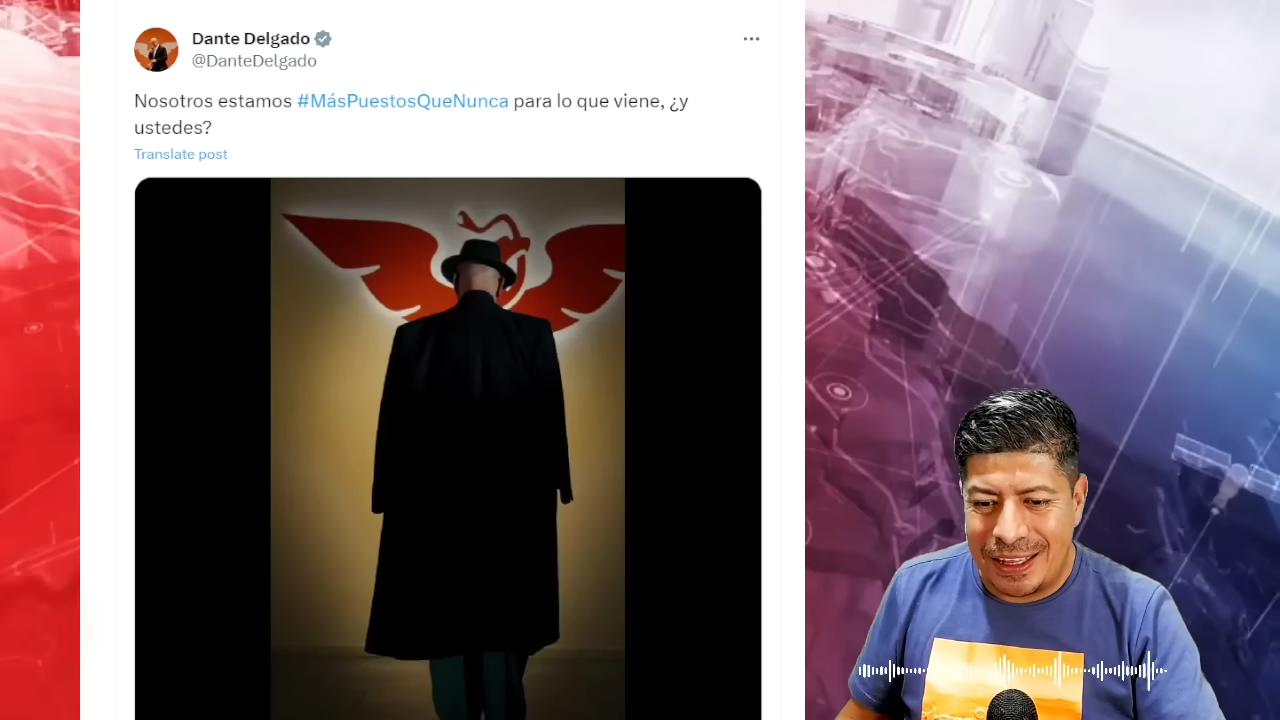 Dante Delgado
@DanteDelgado
Nosotros estamos #MásPuestosQueNunca para lo que viene, ¿y
ustedes?
Translate post